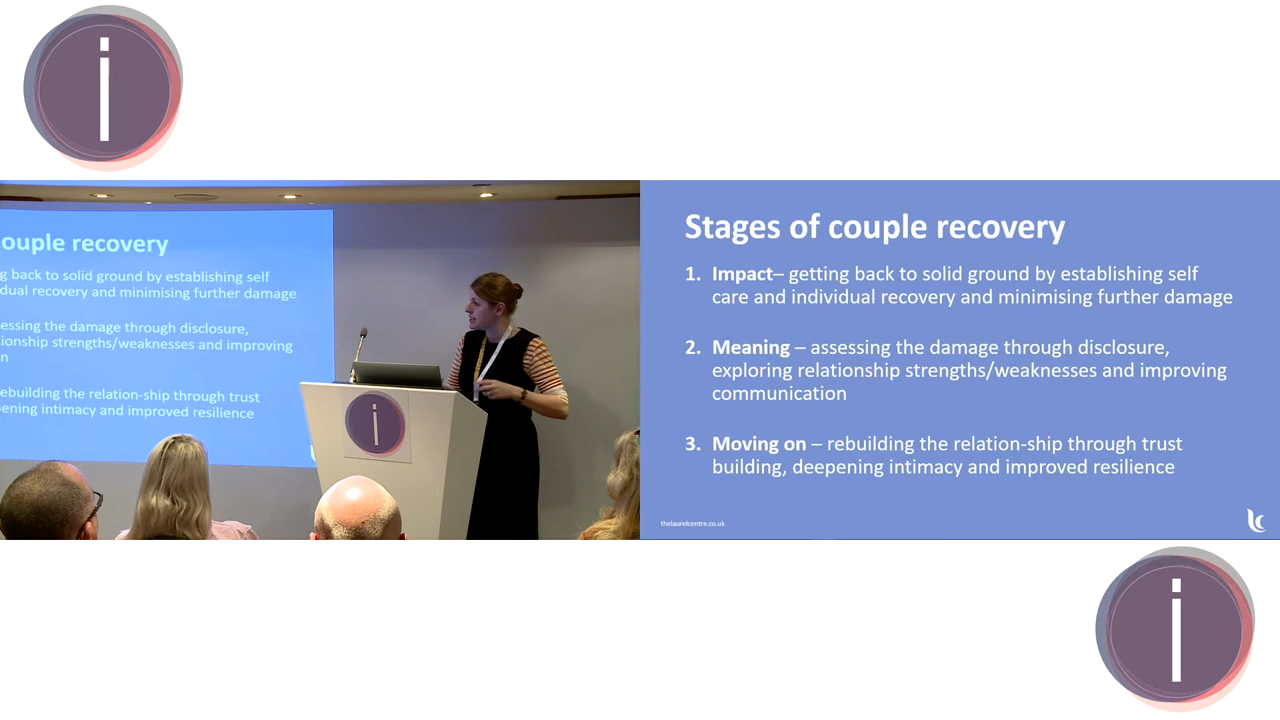 i
ouple recovery
g back to solid ground by establishing self
dual recovery and minimising further damage
essing the damage through disclosure,
ionship strengths/weaknesses and improving
n
ebuilding the relation-ship through trust
ening intimacy and improved resilience
i
Stages of couple recovery
1. Impact– getting back to solid ground by establishing self
care and individual recovery and minimising further damage
2. Meaning – assessing the damage through disclosure,
exploring relationship strengths/weaknesses and improving
communication
3. Moving on – rebuilding the relation-ship through trust
building, deepening intimacy and improved resilience
thelaurelcentre.co.uk
i